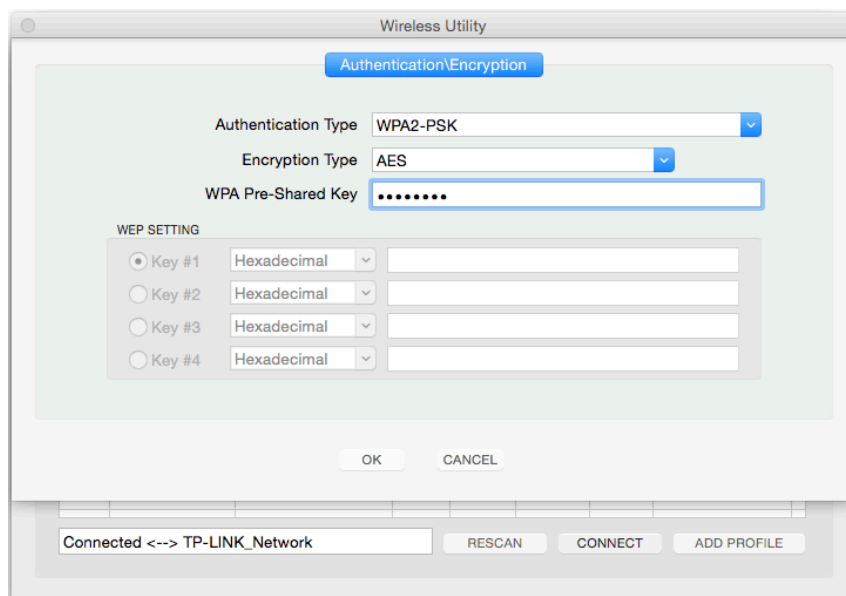 Wireless Utility
Authentication\Encryption
Authentication Type WPA2-PSK
Encryption Type AES
WPA Pre-Shared Key ••••••••
WEP SETTING
Key #1 Hexadecimal
Key #2 Hexadecimal
Key #3 Hexadecimal
Key #4 Hexadecimal
OK CANCEL
Connected <--> TP-LINK_Network RESCAN CONNECT ADD PROFILE